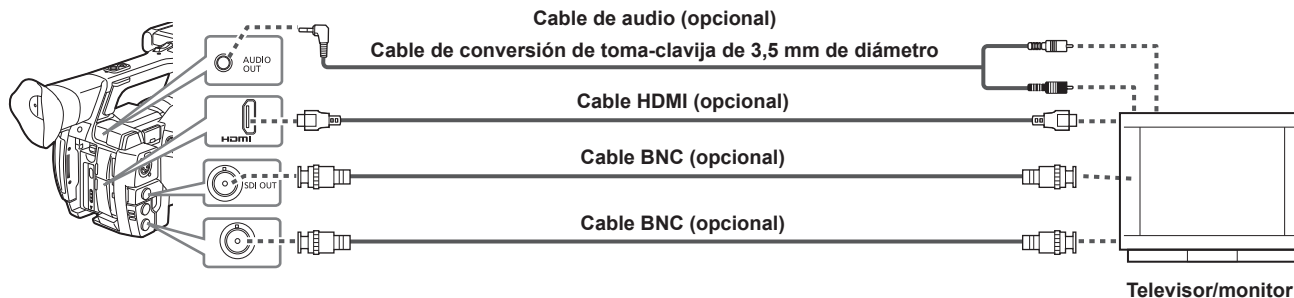 Cable de audio (opcional)
Cable de conversión de toma-clavija de 3,5 mm de diámetro
AUDIO
OUT
Cable HDMI (opcional)
HDMI
Cable BNC (opcional)
SDI OUT
Cable BNC (opcional)
Televisor/monitor